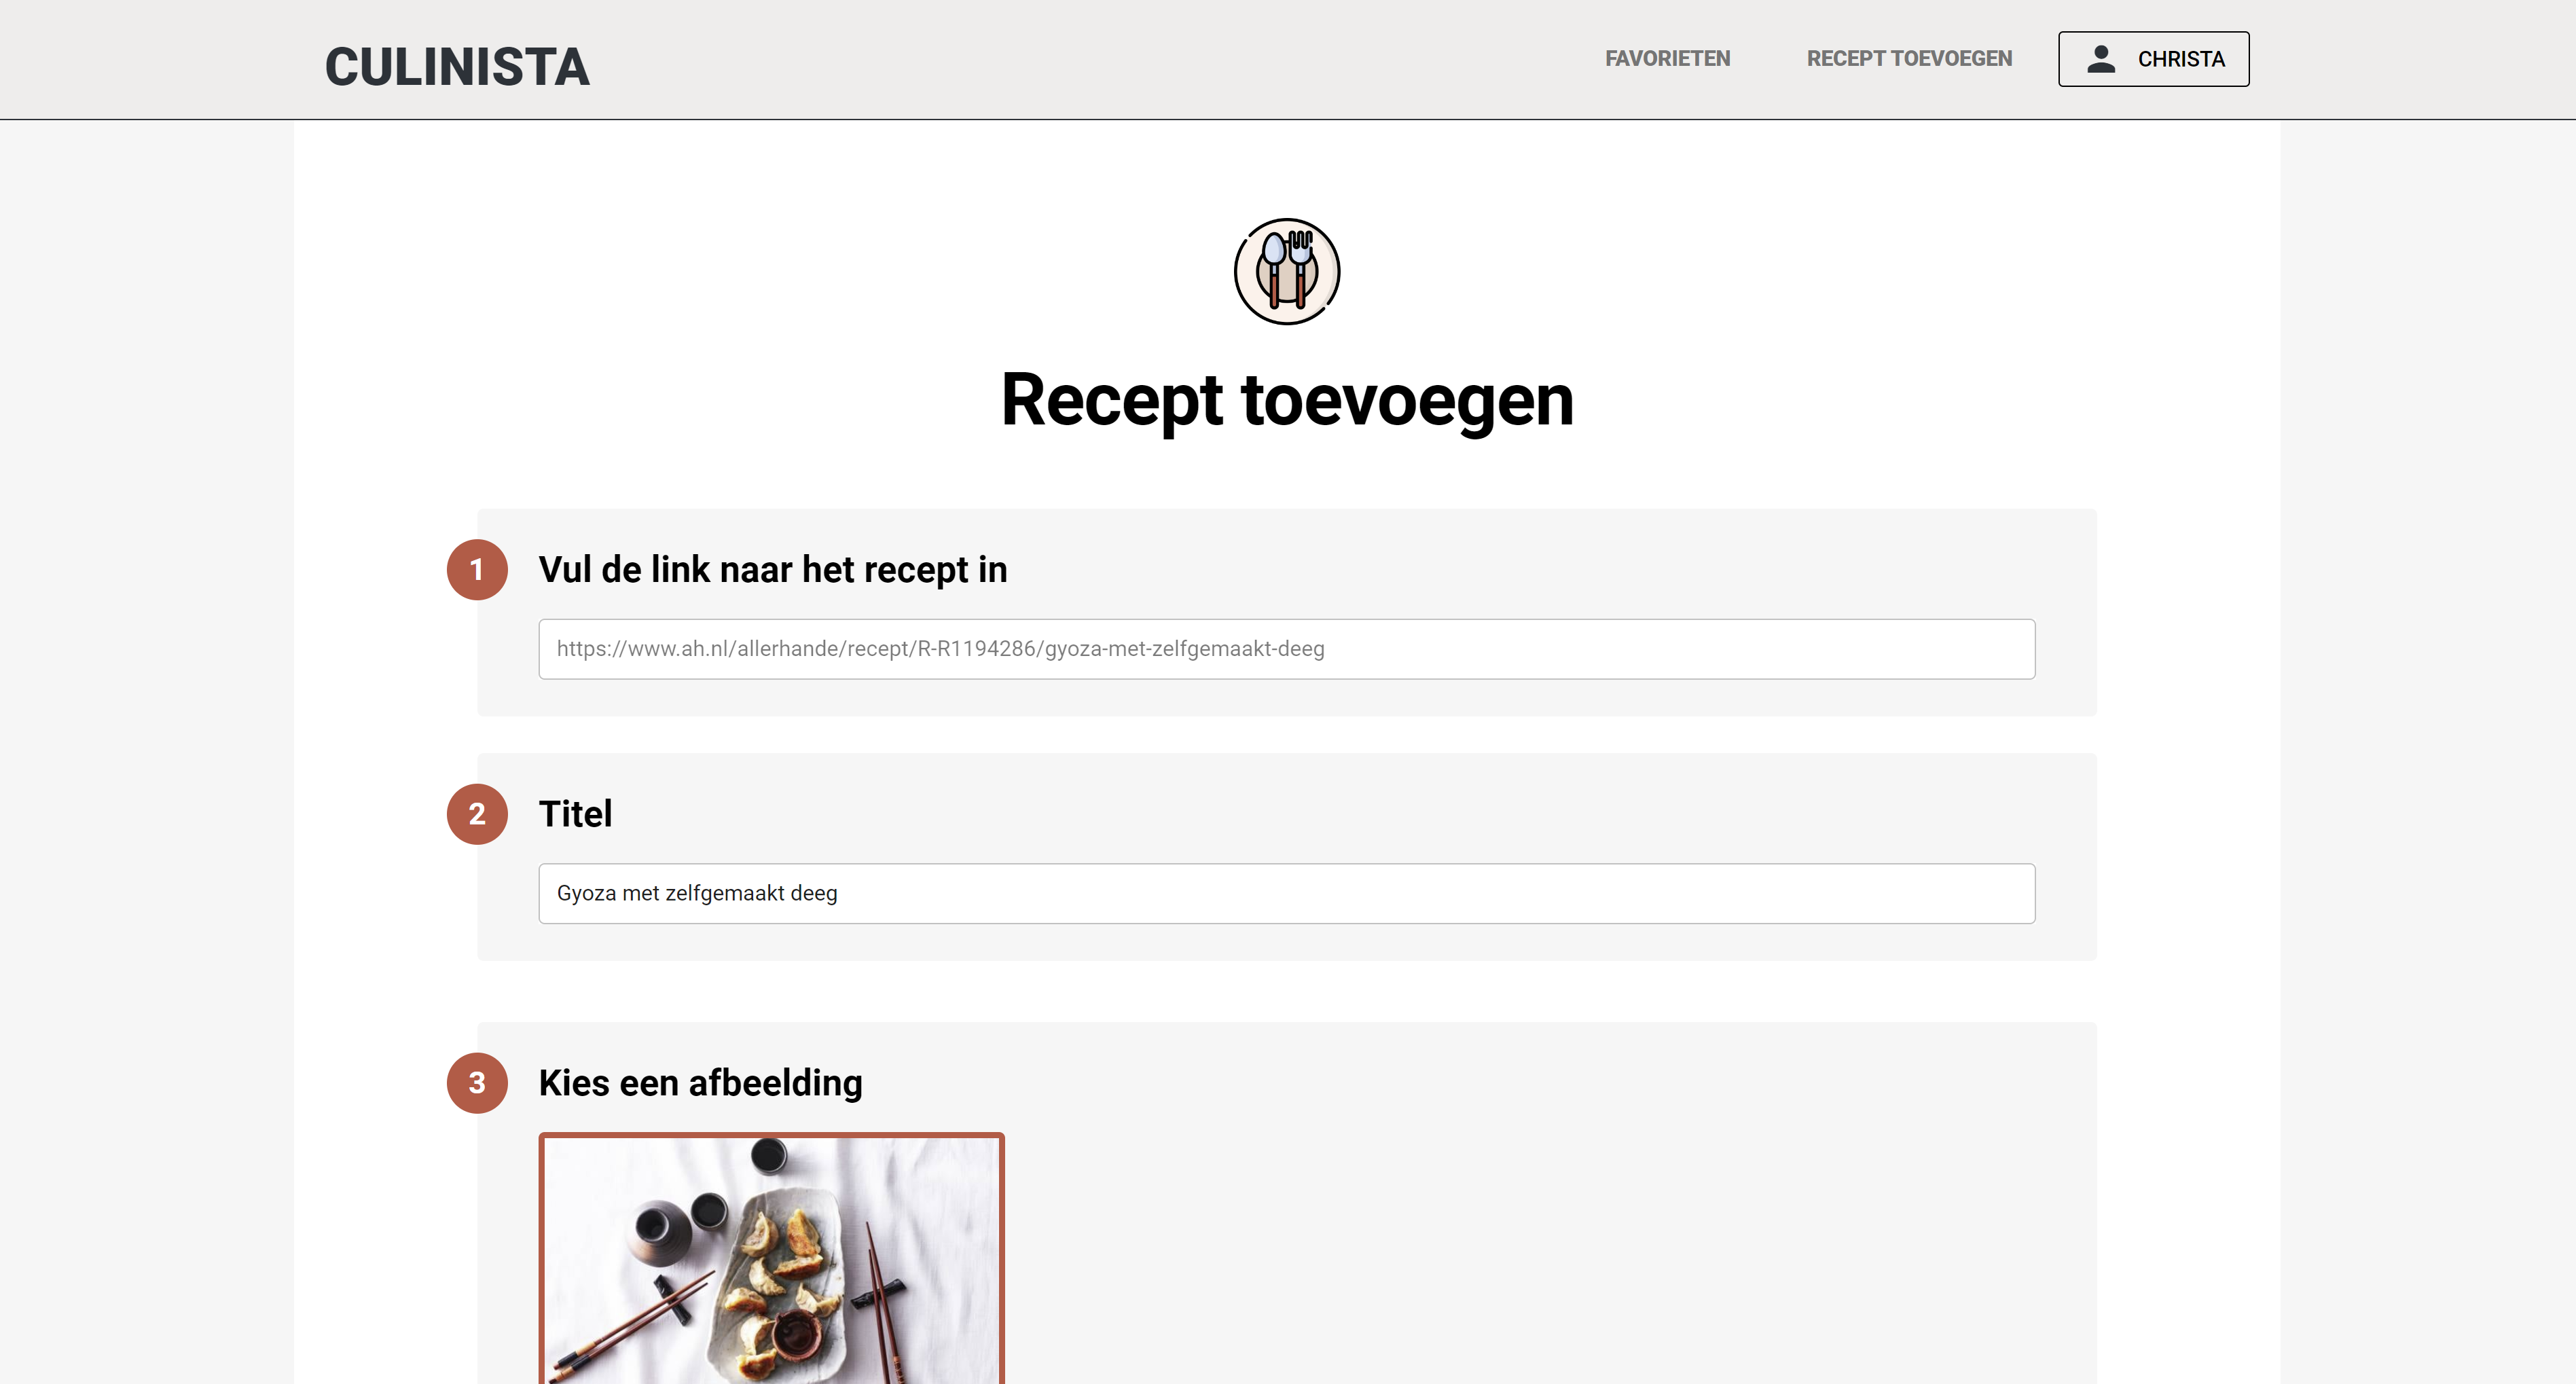 CULINISTA
FAVORIETEN
RECEPT TOEVOEGEN
CHRISTA
Recept toevoegen
1
Vul de link naar het recept in
https://www.ah.nl/allerhande/recept/R-R1194286/gyoza-met-zelfgemaakt-deeg
2
Titel
Gyoza met zelfgemaakt deeg
3
Kies een afbeelding